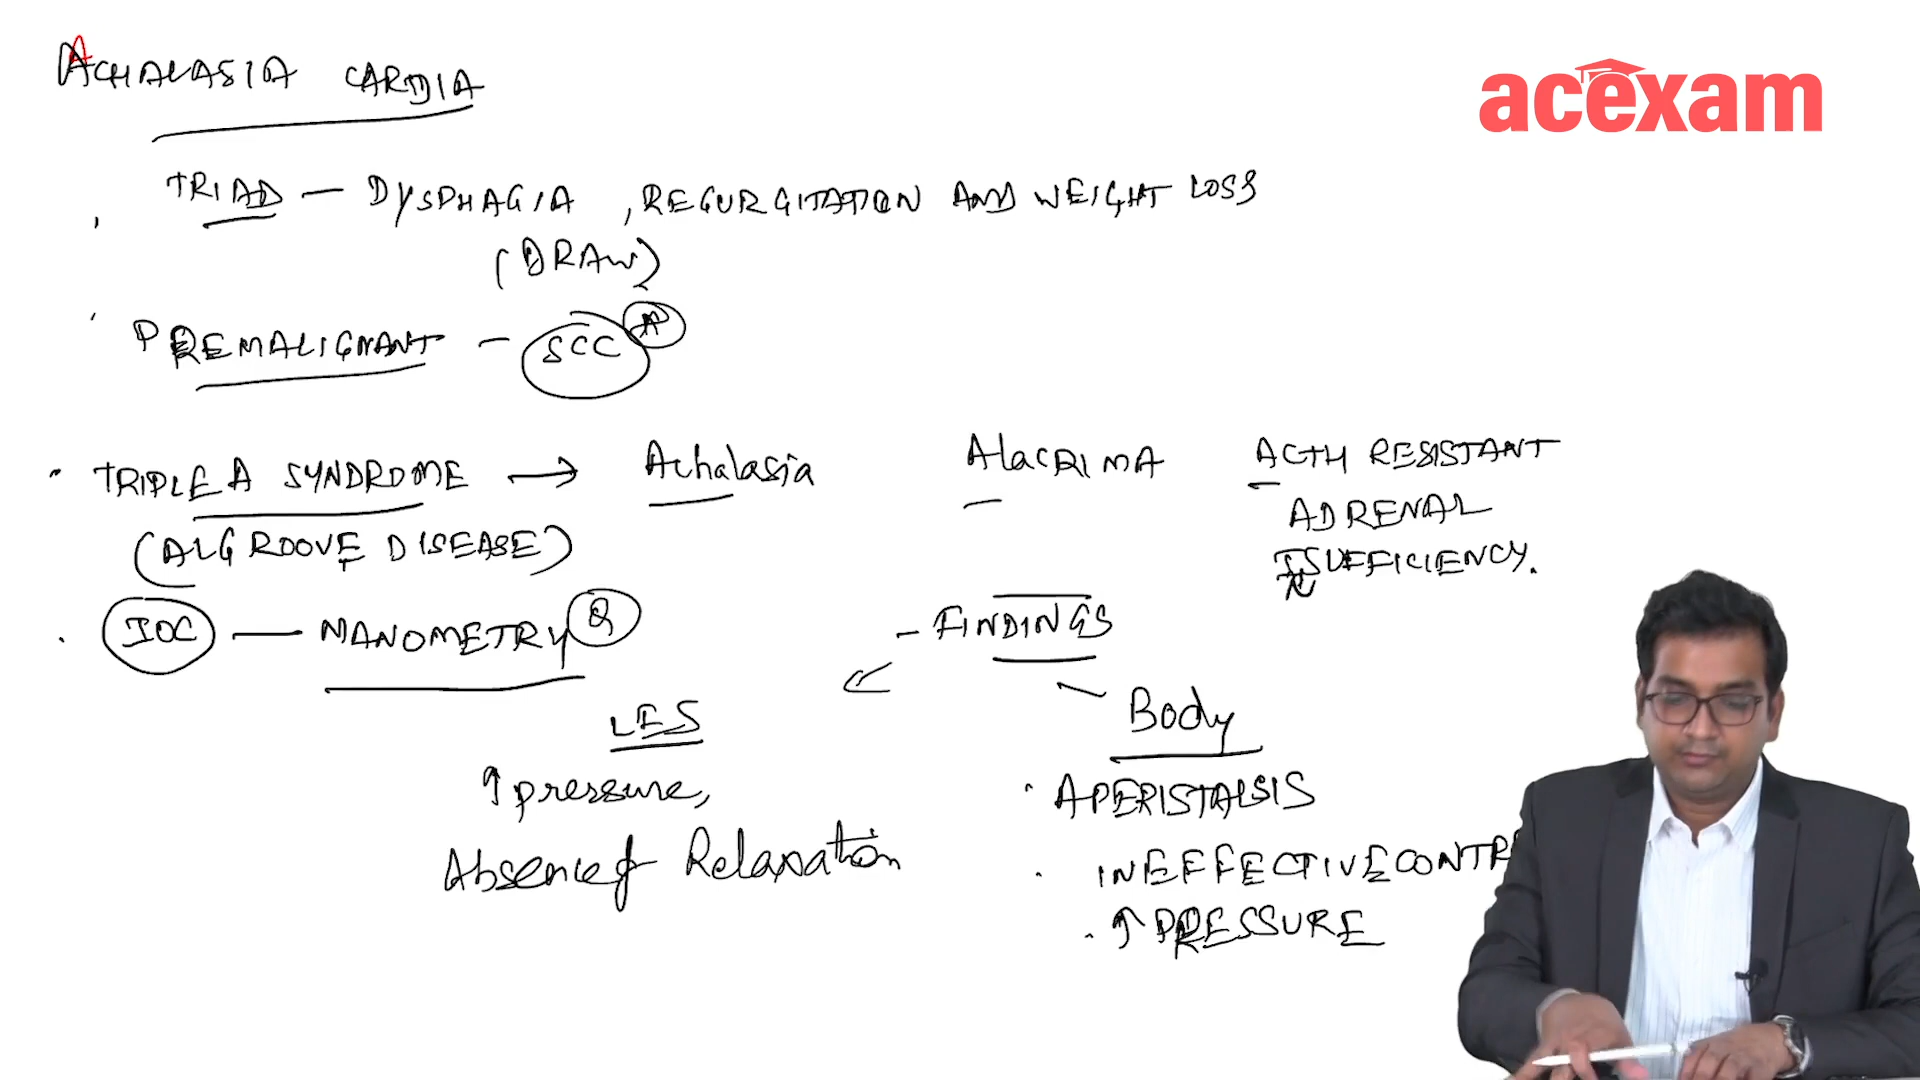 ACHALASIA CARDIA
acexam
TRIAD — DYSPHAGIA, REGURGITATION AND WEIGHT LOSS
(DRAW)
PREMALIGNANT — SCC A
TRIPLE A SYNDROME → Achalasia AlaCRIMA ACTH RESISTANT
ADRENAL
(ALGROOVE DISEASE)
INSUFFICIENCY.
IOC — MANOMETRY Q – FINDINGS
LES Body
↑ pressure, • APERISTALSIS
Absence of Relaxation • INEFFECTIVE CONTR
• ↑ PRESSURE